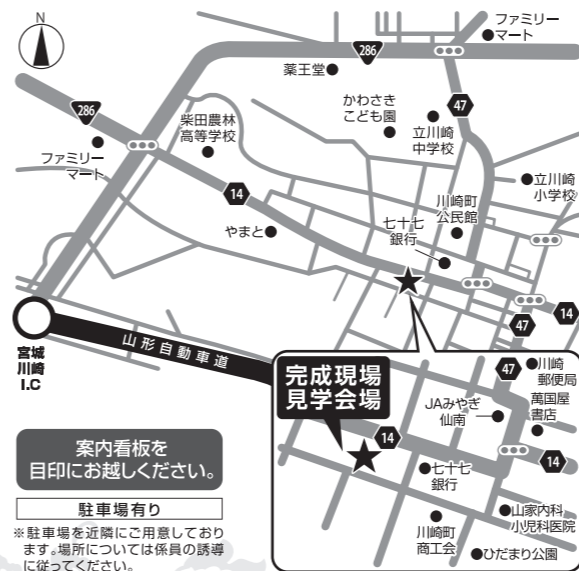 N
ファミリー
マート
286
薬王堂
47
かわさき
こども園
立川崎
中学校
286
柴田農林
高等学校
ファミリー
マート
立川崎
小学校
川崎町
公民館
14
七十七
銀行
やまと
14
47
宮城
川崎
I.C
山形自動車道
完成現場
見学会場
47
川崎
郵便局
JAみやぎ
仙南
萬国屋
書店
14
14
七十七
銀行
川崎町
商工会
山家内科
小児科医院
ひだまり公園
案内看板を
目印にお越しください。
駐車場有り
※駐車場を近隣にご用意しており
ます。場所については係員の誘導
に従ってください。